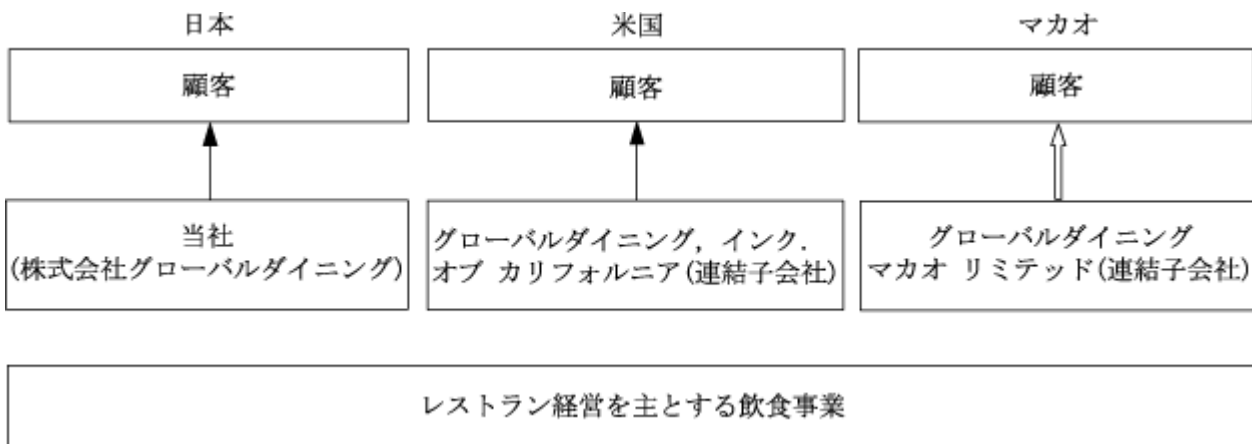 日本
米国
マカオ
顧客
顧客
顧客
当社
(株式会社グローバルダイニング)
グローバルダイニング, インク.
オブ カリフォルニア(連結子会社)
グローバルダイニング
マカオ リミテッド(連結子会社)
レストラン経営を主とする飲食事業